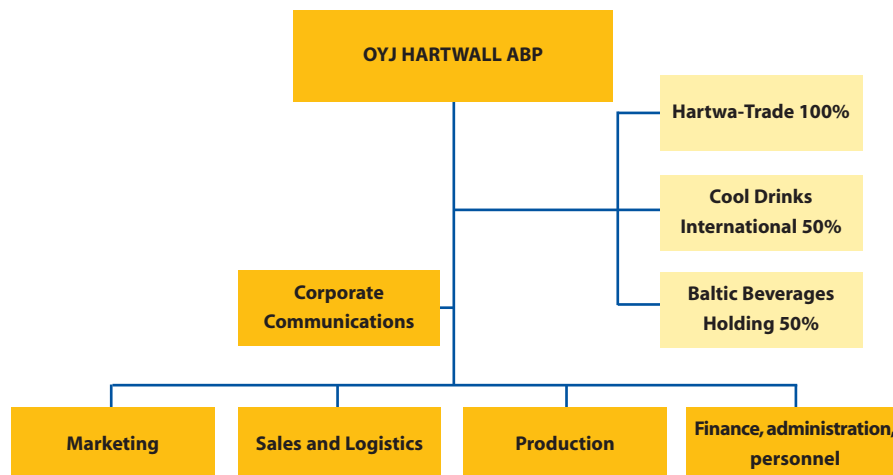 OYJ HARTWALL ABP
Hartwa-Trade 100%
Cool Drinks
International 50%
Corporate
Communications
Baltic Beverages
Holding 50%
Marketing
Sales and Logistics
Production
Finance, administration,
personnel